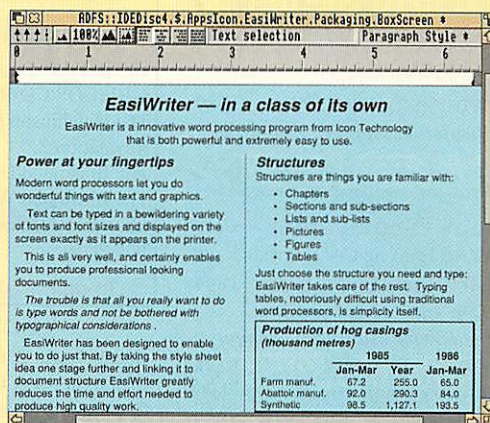 ADFS::IDEDisc4.$.AppsIcon.EasiWriter.Packaging.BoxScreen *
100% Text selection Paragraph Style
0 1 2 3 4 5 6
EasiWriter — in a class of its own
EasiWriter is a innovative word processing program from Icon Technology
that is both powerful and extremely easy to use.
Power at your fingertips
Modern word processors let you do
wonderful things with text and graphics.
Text can be typed in a bewildering variety
of fonts and font sizes and displayed on the
screen exactly as it appears on the printer.
This is all very well, and certainly enables
you to produce professional looking
documents.
The trouble is that all you really want to do
is type words and not be bothered with
typographical considerations .
EasiWriter has been designed to enable
you to do just that. By taking the style sheet
idea one stage further and linking it to
document structure EasiWriter greatly
reduces the time and effort needed to
produce high quality work.
Structures
Structures are things you are familiar with:
• Chapters
• Sections and sub-sections
• Lists and sub-lists
• Pictures
• Figures
• Tables
Just choose the structure you need and type:
EasiWriter takes care of the rest. Typing
tables, notoriously difficult using traditional
word processors, is simplicity itself.
Production of hog casings
(thousand metres)
1985 1986
Jan-Mar Year Jan-Mar
Farm manuf. 67.2 255.0 65.0
Abattoir manuf. 92.0 290.3 84.0
Synthetic 98.5 1,127.1 193.5